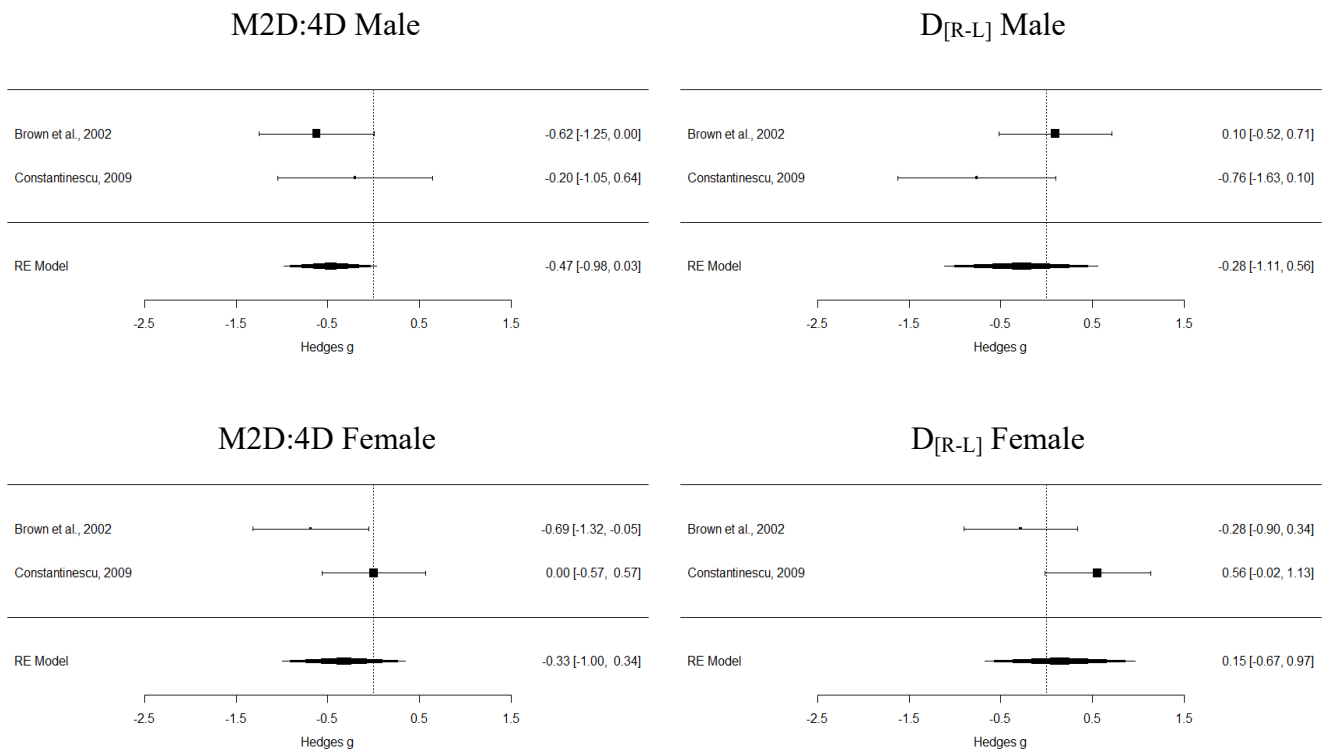 M2D:4D Male
Brown et al., 2002 -0.62 [-1.25, 0.00]
Constantinescu, 2009 -0.20 [-1.05, 0.64]
RE Model -0.47 [-0.98, 0.03]
-2.5 -1.5 -0.5 0.5 1.5
Hedges g
D[R-L] Male
Brown et al., 2002 0.10 [-0.52, 0.71]
Constantinescu, 2009 -0.76 [-1.63, 0.10]
RE Model -0.28 [-1.11, 0.56]
-2.5 -1.5 -0.5 0.5 1.5
Hedges g
M2D:4D Female
Brown et al., 2002 -0.69 [-1.32, -0.05]
Constantinescu, 2009 0.00 [-0.57, 0.57]
RE Model -0.33 [-1.00, 0.34]
-2.5 -1.5 -0.5 0.5 1.5
Hedges g
D[R-L] Female
Brown et al., 2002 -0.28 [-0.90, 0.34]
Constantinescu, 2009 0.56 [-0.02, 1.13]
RE Model 0.15 [-0.67, 0.97]
-2.5 -1.5 -0.5 0.5 1.5
Hedges g